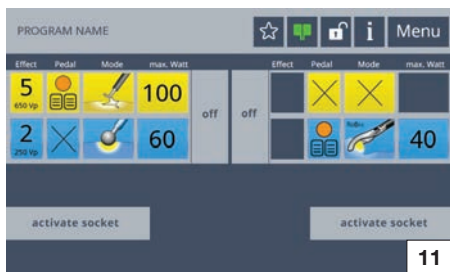 PROGRAM NAME
i Menu
Effect Pedal Mode max. Watt Effect Pedal Mode max. Watt
5 100
650 Vp
off off
2 60 40
250 Vp
activate socket activate socket
11